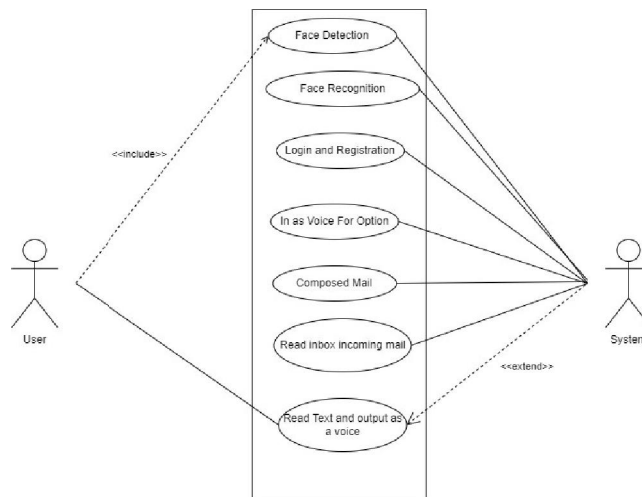 Face Detection
Face Recognition
<<include>>
Login and Registration
In as Voice For Option
Composed Mail
User
System
Read inbox incoming mail
<<extend>>
Read Text and output as
a voice